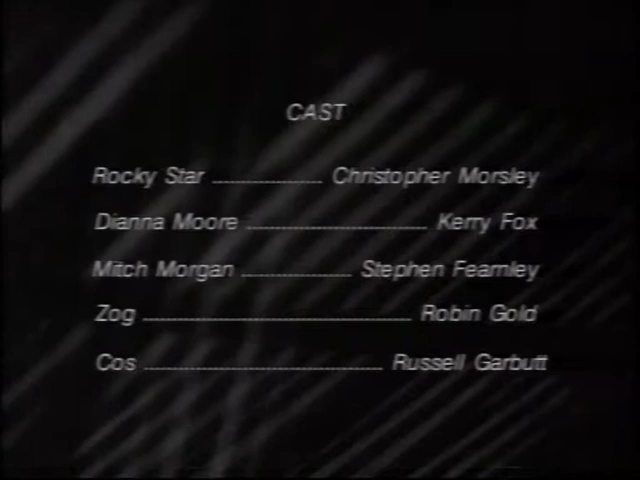 CAST
Rocky Star .................... Christopher Morsley
Dianna Moore ................................. Kerry Fox
Mitch Morgan .................... Stephen Fearnley
Zog ................................................. Robin Gold
Cos ........................................... Russell Garbutt